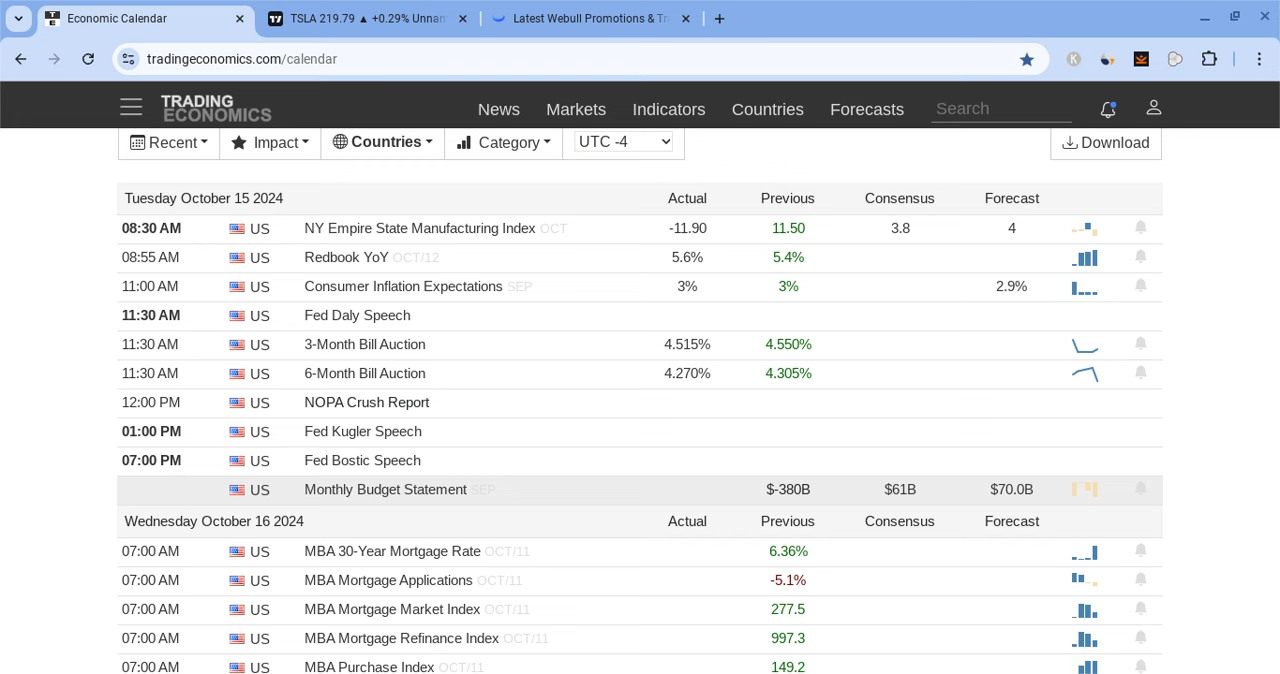 Economic Calendar
TSLA 219.79 ▲ +0.29% Unnan
Latest Webull Promotions & Tr
tradingeconomics.com/calendar
TRADING ECONOMICS News Markets Indicators Countries Forecasts Search
Recent Impact Countries Category UTC -4 Download
Tuesday October 15 2024 Actual Previous Consensus Forecast
08:30 AM US NY Empire State Manufacturing Index OCT -11.90 11.50 3.8 4
08:55 AM US Redbook YoY OCT/12 5.6% 5.4%
11:00 AM US Consumer Inflation Expectations SEP 3% 3% 2.9%
11:30 AM US Fed Daly Speech
11:30 AM US 3-Month Bill Auction 4.515% 4.550%
11:30 AM US 6-Month Bill Auction 4.270% 4.305%
12:00 PM US NOPA Crush Report
01:00 PM US Fed Kugler Speech
07:00 PM US Fed Bostic Speech
US Monthly Budget Statement SEP $-380B $61B $70.0B
Wednesday October 16 2024 Actual Previous Consensus Forecast
07:00 AM US MBA 30-Year Mortgage Rate OCT/11 6.36%
07:00 AM US MBA Mortgage Applications OCT/11 -5.1%
07:00 AM US MBA Mortgage Market Index OCT/11 277.5
07:00 AM US MBA Mortgage Refinance Index OCT/11 997.3
07:00 AM US MBA Purchase Index OCT/11 149.2